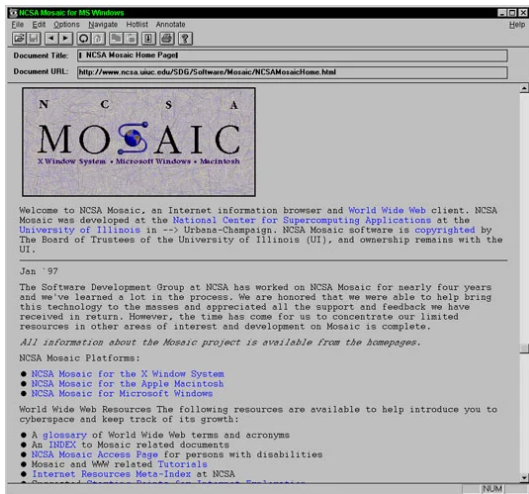 NCSA Mosaic for MS Windows
File Edit Options Navigate Hotlist Annotate Help
Document Title: NCSA Mosaic Home Page
Document URL: http://www.ncsa.uiuc.edu/SDG/Software/Mosaic/NCSAMosaicHome.html
N C S A
MOSAIC
X Window System • Microsoft Windows • Macintosh
Welcome to NCSA Mosaic, an Internet information browser and World Wide Web client. NCSA
Mosaic was developed at the National Center for Supercomputing Applications at the
University of Illinois in --> Urbana-Champaign. NCSA Mosaic software is copyrighted by
The Board of Trustees of the University of Illinois (UI), and ownership remains with the
UI.
Jan `97
The Software Development Group at NCSA has worked on NCSA Mosaic for nearly four years
and we've learned a lot in the process. We are honored that we were able to help bring
this technology to the masses and appreciated all the support and feedback we have
received in return. However, the time has come for us to concentrate our limited
resources in other areas of interest and development on Mosaic is complete.
All information about the Mosaic project is available from the homepages.
NCSA Mosaic Platforms:
● NCSA Mosaic for the X Window System
● NCSA Mosaic for the Apple Macintosh
● NCSA Mosaic for Microsoft Windows
World Wide Web Resources The following resources are available to help introduce you to
cyberspace and keep track of its growth:
● A glossary of World Wide Web terms and acronyms
● An INDEX to Mosaic related documents
● NCSA Mosaic Access Page for persons with disabilities
● Mosaic and WWW related Tutorials
● Internet Resources Meta-Index at NCSA
NUM